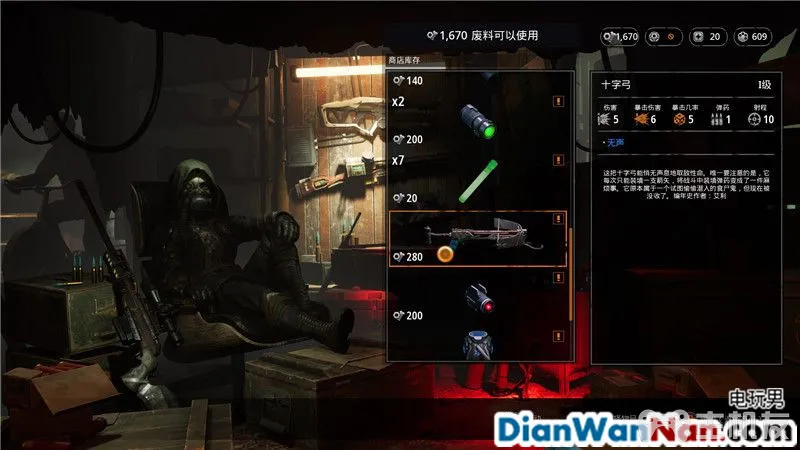 1,670 废料可以使用
1,670
20
609
商店库存
140
x2
200
x7
20
280
200
十字弓 I级
伤害 暴击伤害 暴击几率 弹药 射程
5 6 5 1 10
· 无声
这把十字弓能悄无声息地取敌性命。唯一要注意的是，它
每次只能装填一支箭矢，将战斗中装填弹药变成了一件麻
烦事。它原本属于一个试图偷偷潜入的食尸鬼，但现在被
没收了。编年史作者：艾利
电玩男
DianWanNan.com